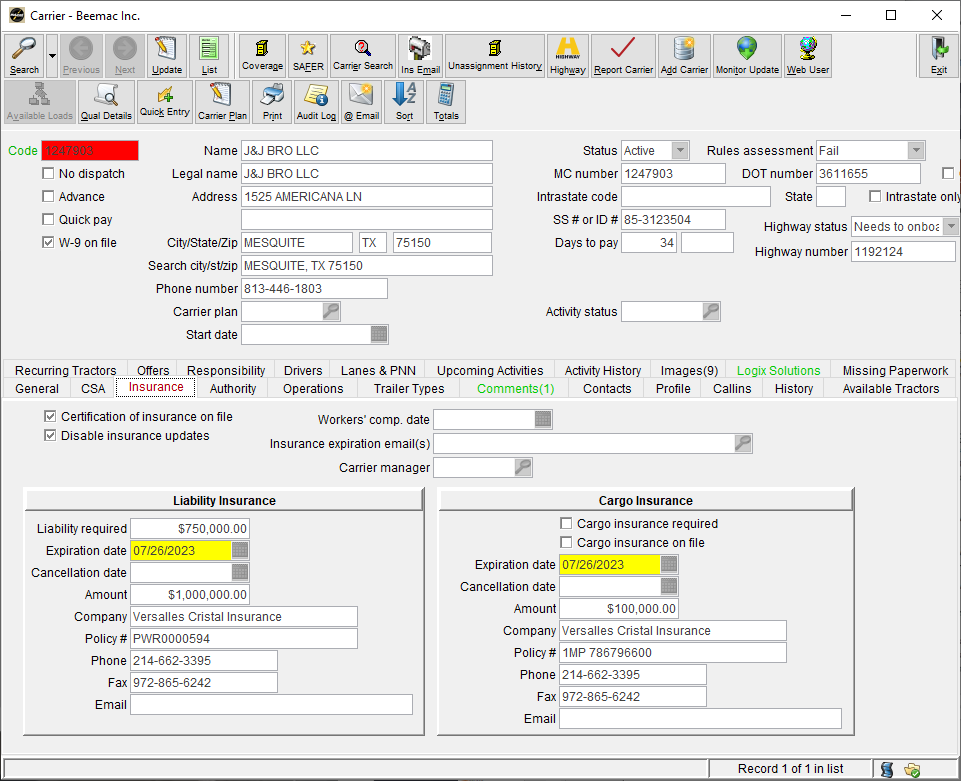 Carrier - Beemac Inc.
Search Previous Next Update List Coverage SAFER Carrier Search Ins Email Unassignment History Highway Report Carrier Add Carrier Monitor Update Web User Exit
Available Loads Qual Details Quick Entry Carrier Plan Print Audit Log @ Email Sort Totals
Code 1247903 Name J&J BRO LLC Status Active Rules assessment Fail
No dispatch Legal name J&J BRO LLC MC number 1247903 DOT number 3611655
Advance Address 1525 AMERICANA LN Intrastate code State Intrastate only
Quick pay SS # or ID # 85-3123504
Highway status Needs to onboa
W-9 on file City/State/Zip MESQUITE TX 75150 Days to pay 34
Highway number 1192124
Search city/st/zip MESQUITE, TX 75150
Phone number 813-446-1803
Carrier plan Activity status
Start date
Recurring Tractors Offers Responsibility Drivers Lanes & PNN Upcoming Activities Activity History Images(9) Logix Solutions Missing Paperwork
General CSA Insurance Authority Operations Trailer Types Comments(1) Contacts Profile Callins History Available Tractors
Certification of insurance on file Workers' comp. date
Disable insurance updates
Insurance expiration email(s)
Carrier manager
Liability Insurance
Liability required $750,000.00
Expiration date 07/26/2023
Cancellation date
Amount $1,000,000.00
Company Versalles Cristal Insurance
Policy # PWR0000594
Phone 214-662-3395
Fax 972-865-6242
Email
Cargo Insurance
Cargo insurance required
Cargo insurance on file
Expiration date 07/26/2023
Cancellation date
Amount $100,000.00
Company Versalles Cristal Insurance
Policy # 1MP 786796600
Phone 214-662-3395
Fax 972-865-6242
Email
Record 1 of 1 in list